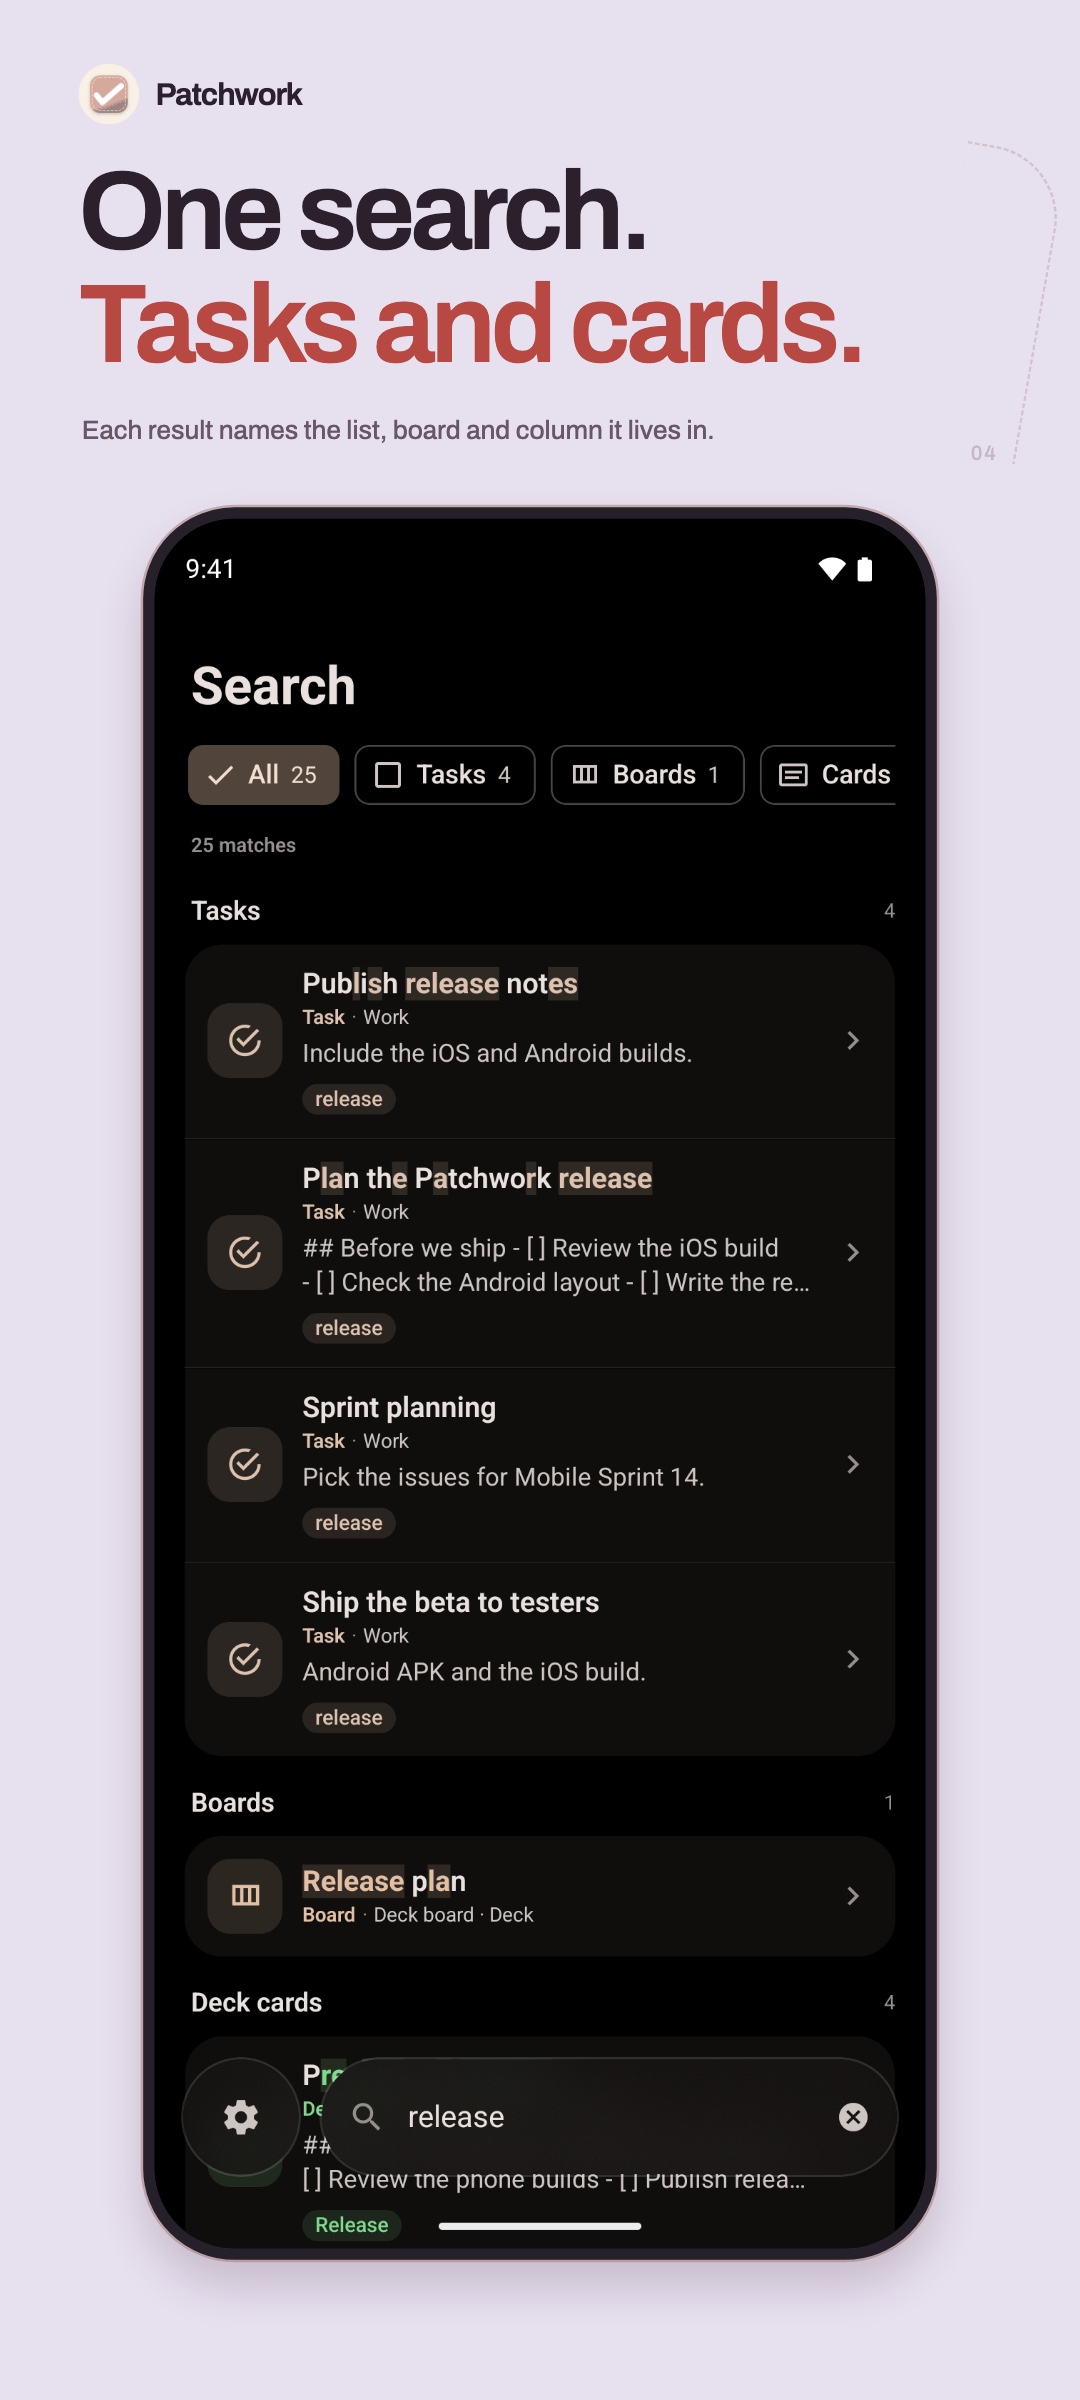 Patchwork
One search.
Tasks and cards.
Each result names the list, board and column it lives in.
04
9:41
Search
All 25
Tasks 4
Boards 1
Cards
25 matches
Tasks 4
Publish release notes
Task · Work
Include the iOS and Android builds.
release
Plan the Patchwork release
Task · Work
## Before we ship - [ ] Review the iOS build
- [ ] Check the Android layout - [ ] Write the re...
release
Sprint planning
Task · Work
Pick the issues for Mobile Sprint 14.
release
Ship the beta to testers
Task · Work
Android APK and the iOS build.
release
Boards 1
Release plan
Board · Deck board · Deck
Deck cards 4
release
##
[ ] Review the phone builds - [ ] Publish relea...
Release